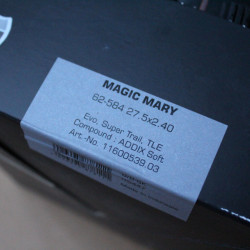 MAGIC MARY
62-584 27.5x2.40
Evo, Super Trail, TLE
Compound : ADDIX Soft
Art.-No. 11600539.03